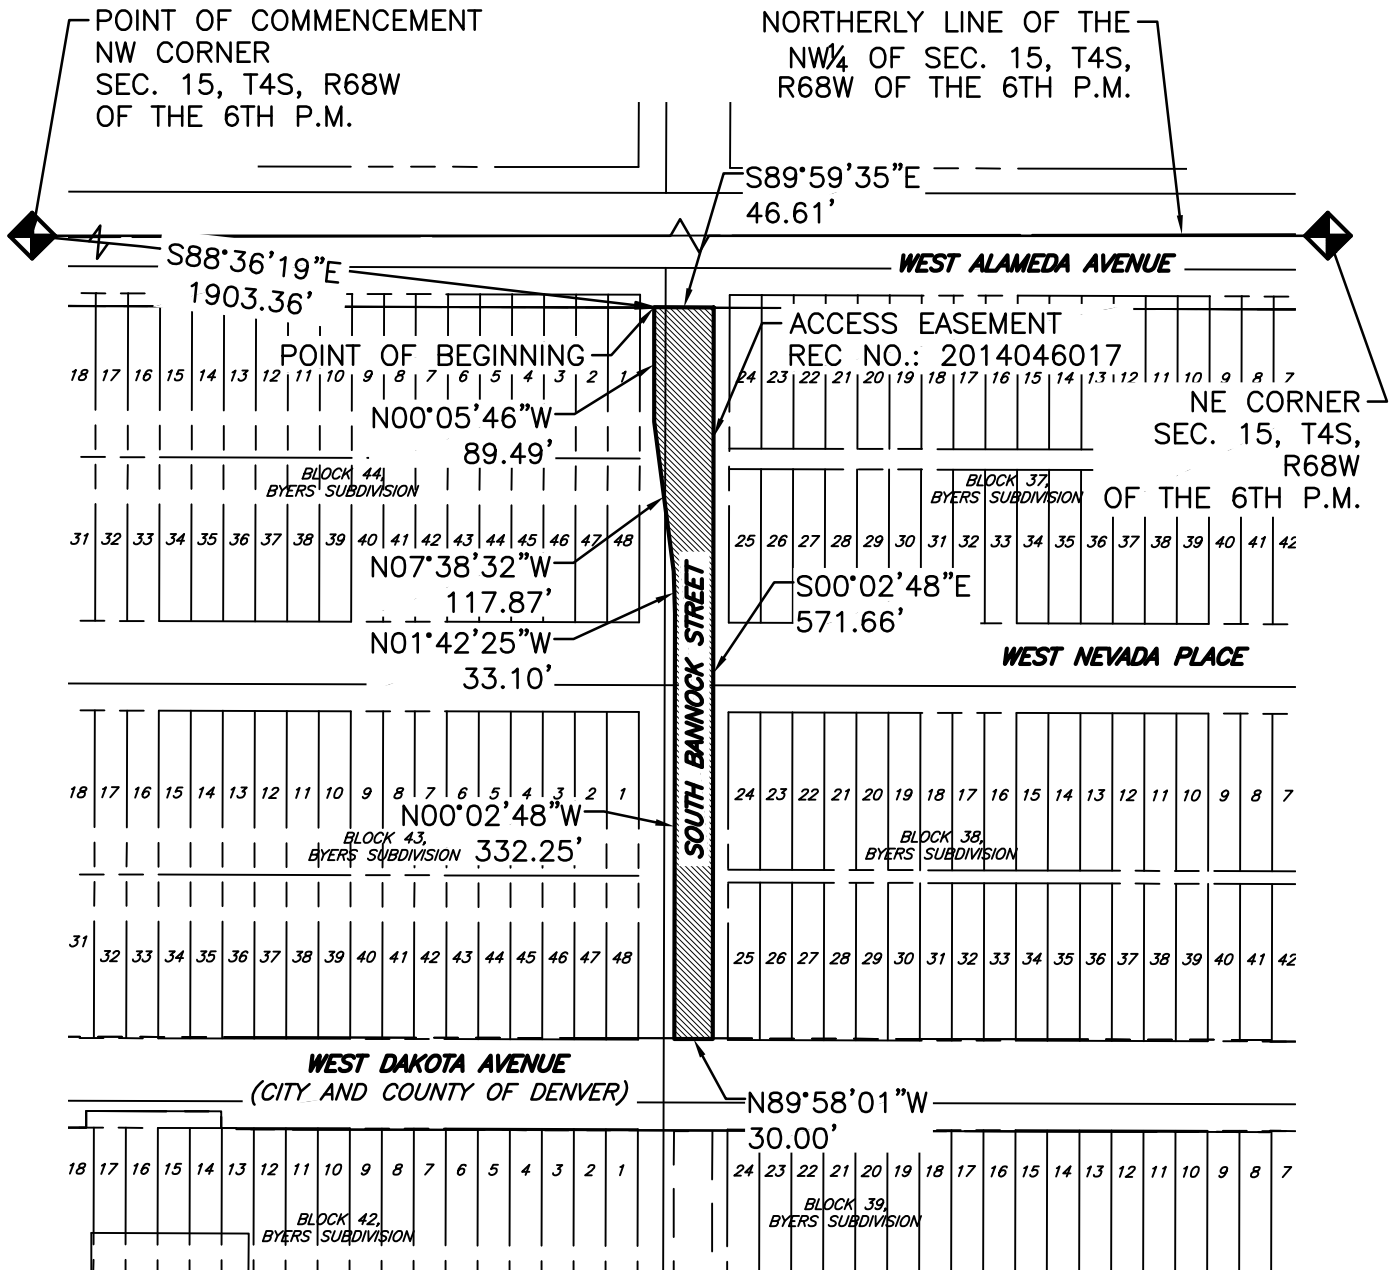 POINT OF COMMENCEMENT
NW CORNER
SEC. 15, T4S, R68W
OF THE 6TH P.M.
NORTHERLY LINE OF THE
NW¼ OF SEC. 15, T4S,
R68W OF THE 6TH P.M.
S89°59'35"E
46.61'
S88°36'19"E
1903.36'
WEST ALAMEDA AVENUE
POINT OF BEGINNING
ACCESS EASEMENT
REC NO.: 2014046017
18 17 16 15 14 13 12 11 10 9 8 7 6 5 4 3 2 1
24 23 22 21 20 19 18 17 16 15 14 13 12 11 10 9 8 7
NE CORNER
SEC. 15, T4S,
R68W
OF THE 6TH P.M.
N00°05'46"W
89.49'
BLOCK 44,
BYERS SUBDIVISION
BLOCK 37,
BYERS SUBDIVISION
31 32 33 34 35 36 37 38 39 40 41 42 43 44 45 46 47 48
25 26 27 28 29 30 31 32 33 34 35 36 37 38 39 40 41 42
N07°38'32"W
117.87'
S00°02'48"E
571.66'
N01°42'25"W
33.10'
WEST NEVADA PLACE
SOUTH BANNOCK STREET
18 17 16 15 14 13 12 11 10 9 8 7 6 5 4 3 2 1
24 23 22 21 20 19 18 17 16 15 14 13 12 11 10 9 8 7
N00°02'48"W
332.25'
BLOCK 43,
BYERS SUBDIVISION
BLOCK 38,
BYERS SUBDIVISION
31 32 33 34 35 36 37 38 39 40 41 42 43 44 45 46 47 48
25 26 27 28 29 30 31 32 33 34 35 36 37 38 39 40 41 42
WEST DAKOTA AVENUE
(CITY AND COUNTY OF DENVER)
N89°58'01"W
30.00'
18 17 16 15 14 13 12 11 10 9 8 7 6 5 4 3 2 1
24 23 22 21 20 19 18 17 16 15 14 13 12 11 10 9 8 7
BLOCK 42,
BYERS SUBDIVISION
BLOCK 39,
BYERS SUBDIVISION